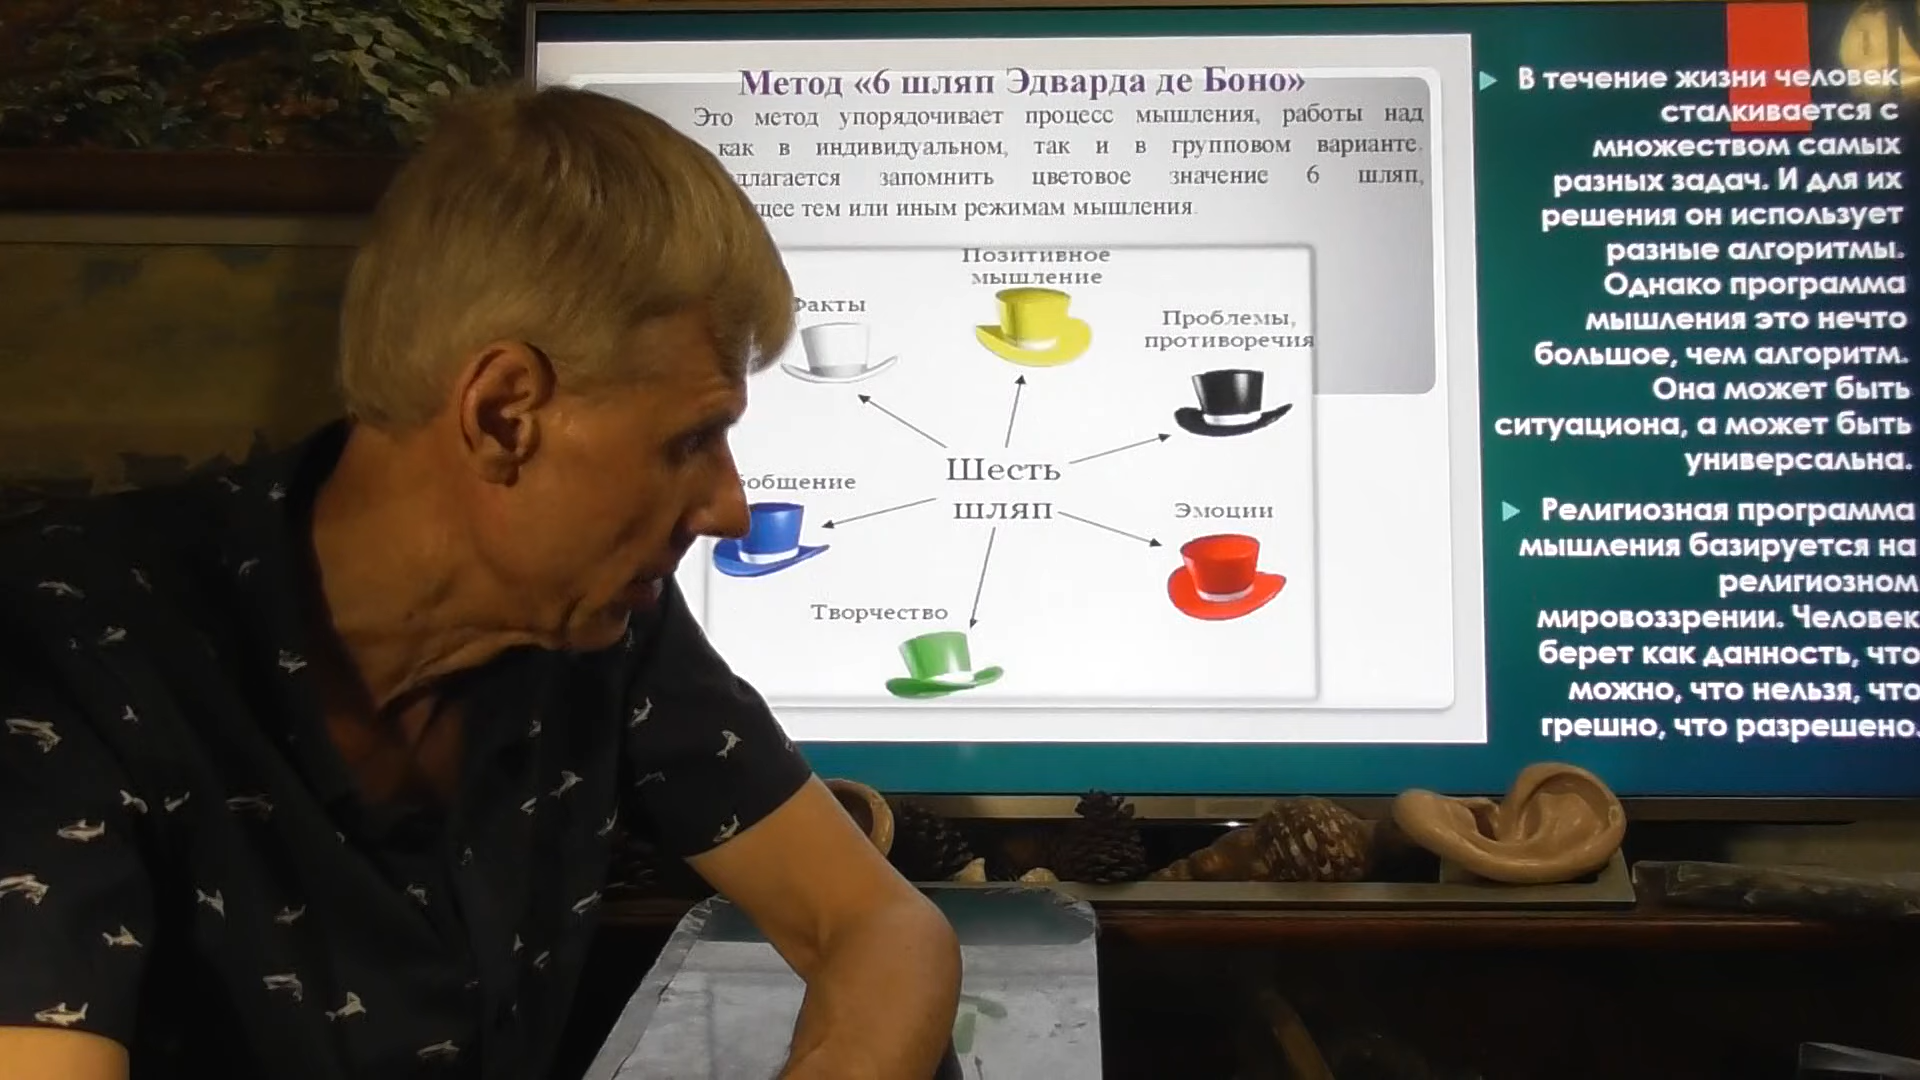 Метод «6 шляп Эдварда де Боно»
Это метод упорядочивает процесс мышления, работы над
как в индивидуальном, так и в групповом варианте.
запомнить цветовое значение 6 шляп,
тем или иным режимам мышления.
Позитивное
мышление
Факты
Проблемы,
противоречия
Шесть
шляп
Эмоции
Творчество
В течение жизни человек
сталкивается с
множеством самых
разных задач. И для их
решения он использует
разные алгоритмы.
Однако программа
мышления это нечто
большое, чем алгоритм.
Она может быть
ситуациона, а может быть
универсальна.
Религиозная программа
мышления базируется на
религиозном
мировоззрении. Человек
берет как данность, что
можно, что нельзя, что
грешно, что разрешено.